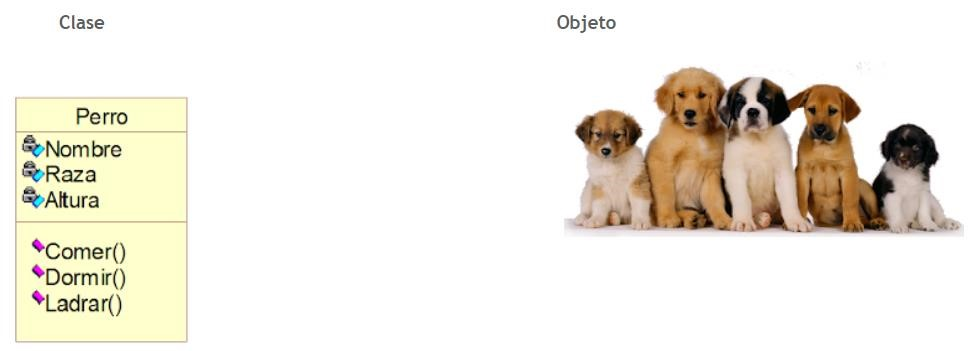 Clase
Objeto
Perro
Nombre
Raza
Altura
Comer()
Dormir()
Ladrar()